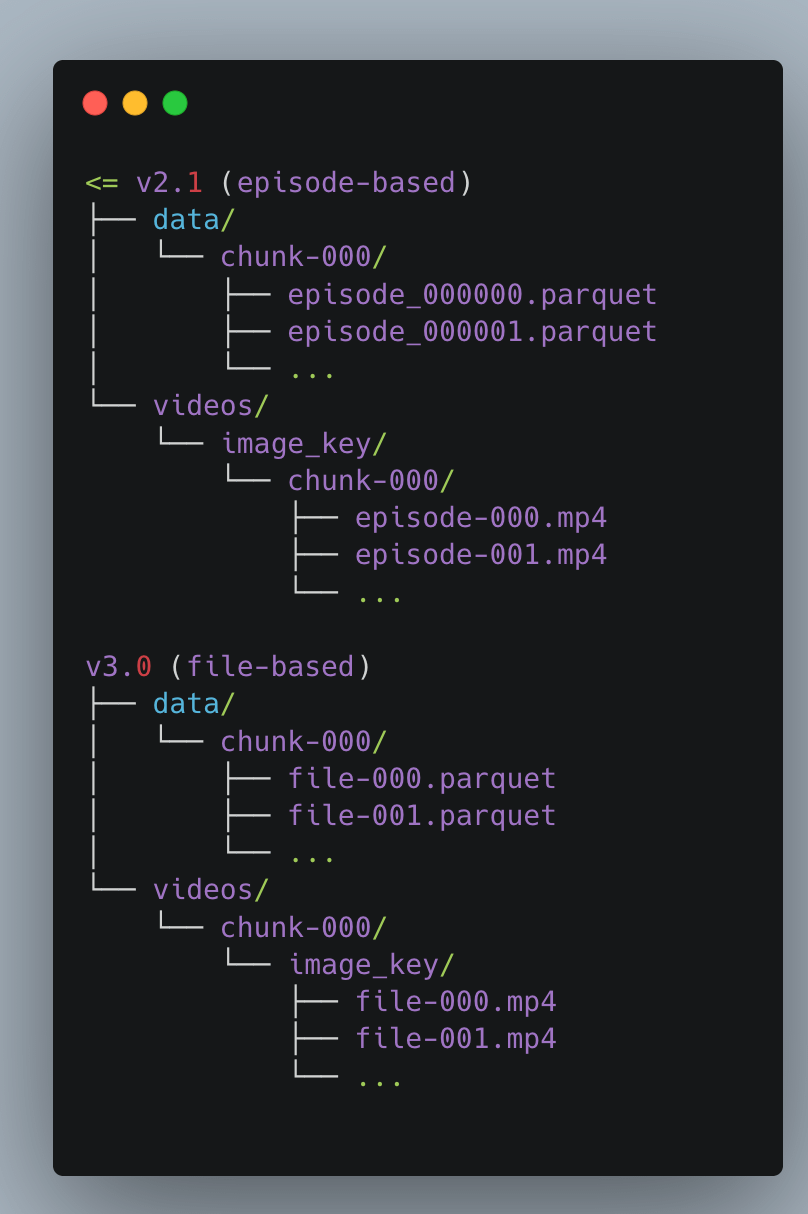 <= v2.1 (episode-based)
├── data/
│   └── chunk-000/
│       ├── episode_000000.parquet
│       ├── episode_000001.parquet
│       └── ...
└── videos/
    └── image_key/
        └── chunk-000/
            ├── episode-000.mp4
            ├── episode-001.mp4
            └── ...
v3.0 (file-based)
├── data/
│   └── chunk-000/
│       ├── file-000.parquet
│       ├── file-001.parquet
│       └── ...
└── videos/
    └── chunk-000/
        └── image_key/
            ├── file-000.mp4
            ├── file-001.mp4
            └── ...